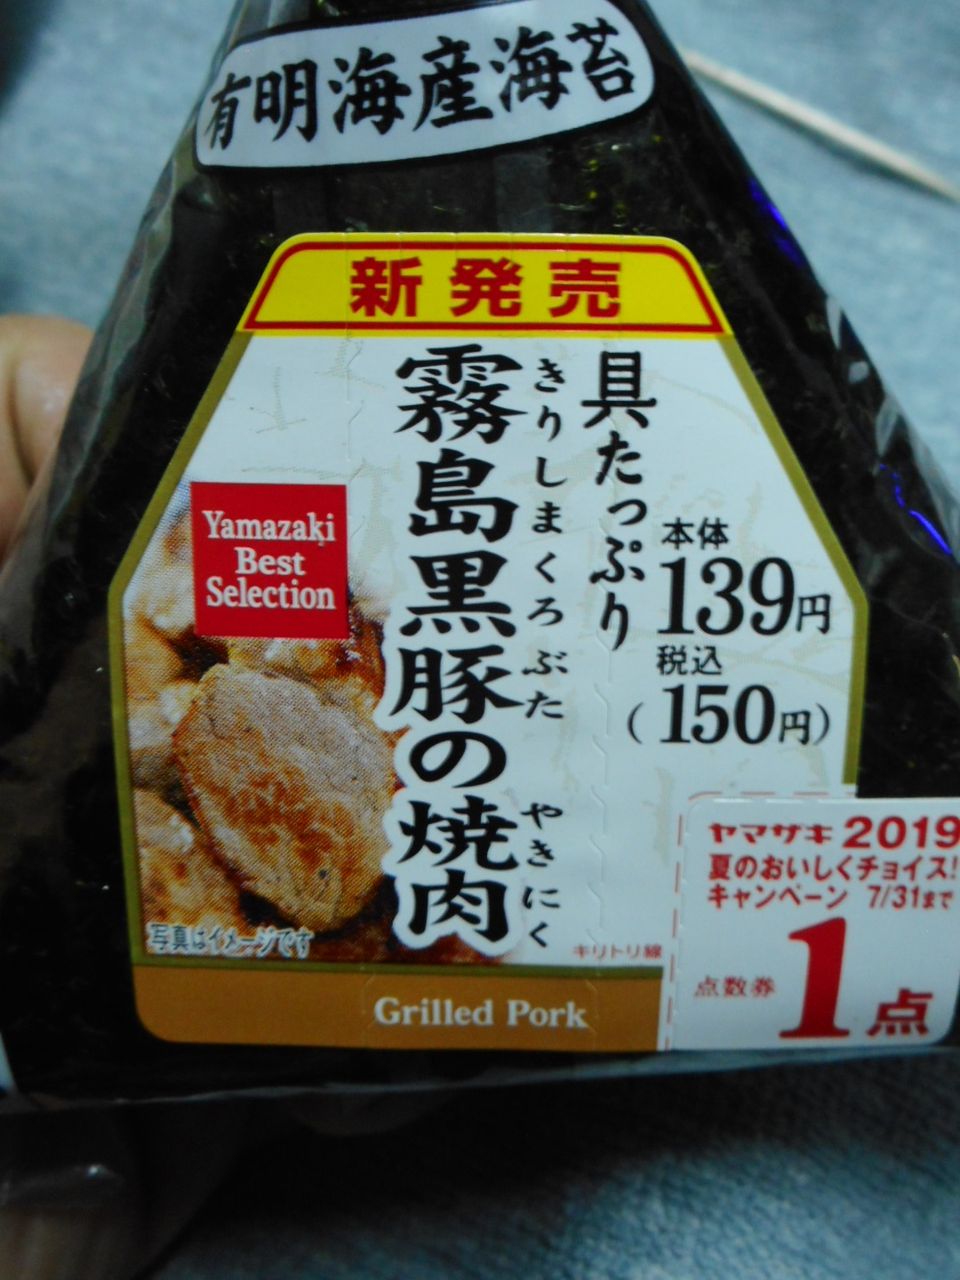 有明海産海苔
新発売
具たっぷり
きりしまくろぶた やきにく
霧島黒豚の焼肉
本体
139円
税込
(150円)
Yamazaki
Best
Selection
写真はイメージです
キリトリ線
Grilled Pork
ヤマザキ 2019
夏のおいしくチョイス!
キャンペーン 7/31まで
点数券 1点